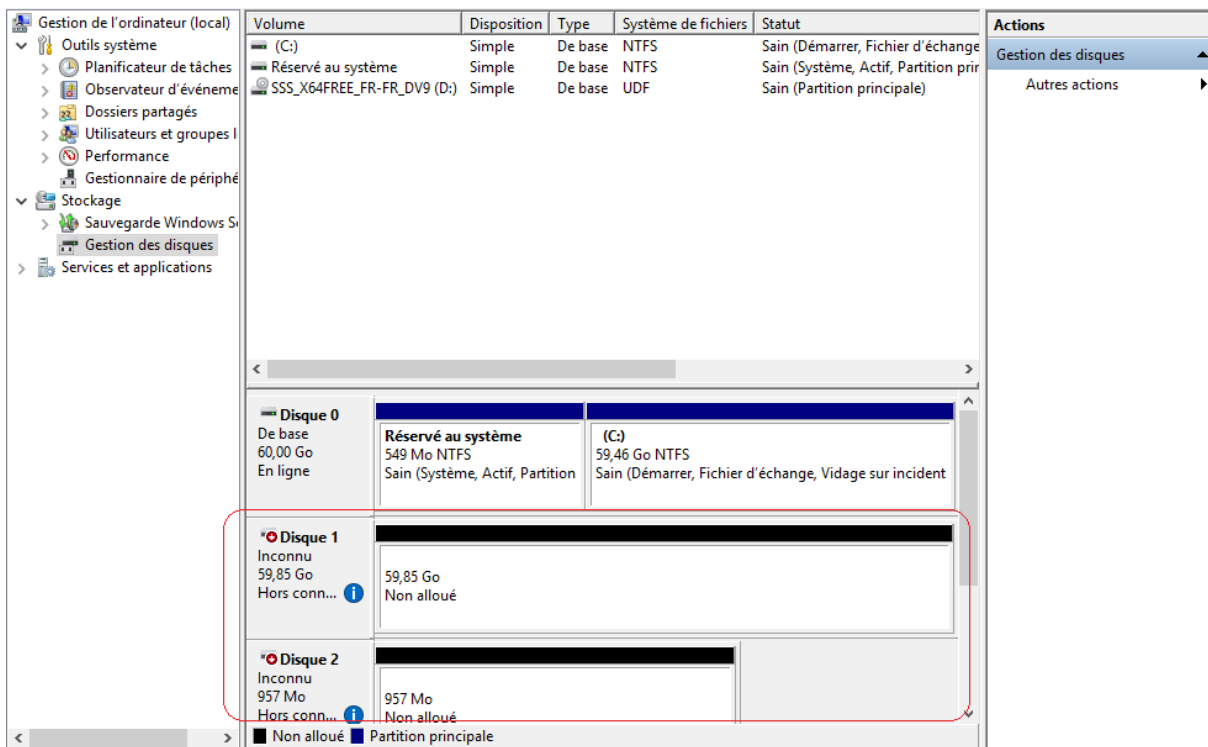 Gestion de l'ordinateur (local)
Outils système
Planificateur de tâches
Observateur d'événeme
Dossiers partagés
Utilisateurs et groupes l
Performance
Gestionnaire de périphé
Stockage
Sauvegarde Windows S
Gestion des disques
Services et applications
Volume Disposition Type Système de fichiers Statut
(C:) Simple De base NTFS Sain (Démarrer, Fichier d'échange
Réservé au système Simple De base NTFS Sain (Système, Actif, Partition prin
SSS_X64FREE_FR-FR_DV9 (D:) Simple De base UDF Sain (Partition principale)
Disque 0
De base
60,00 Go
En ligne
Réservé au système
549 Mo NTFS
Sain (Système, Actif, Partition
(C:)
59,46 Go NTFS
Sain (Démarrer, Fichier d'échange, Vidage sur incident
Disque 1
Inconnu
59,85 Go
Hors conn...
59,85 Go
Non alloué
Disque 2
Inconnu
957 Mo
Hors conn...
957 Mo
Non alloué
Non alloué Partition principale
Actions
Gestion des disques
Autres actions